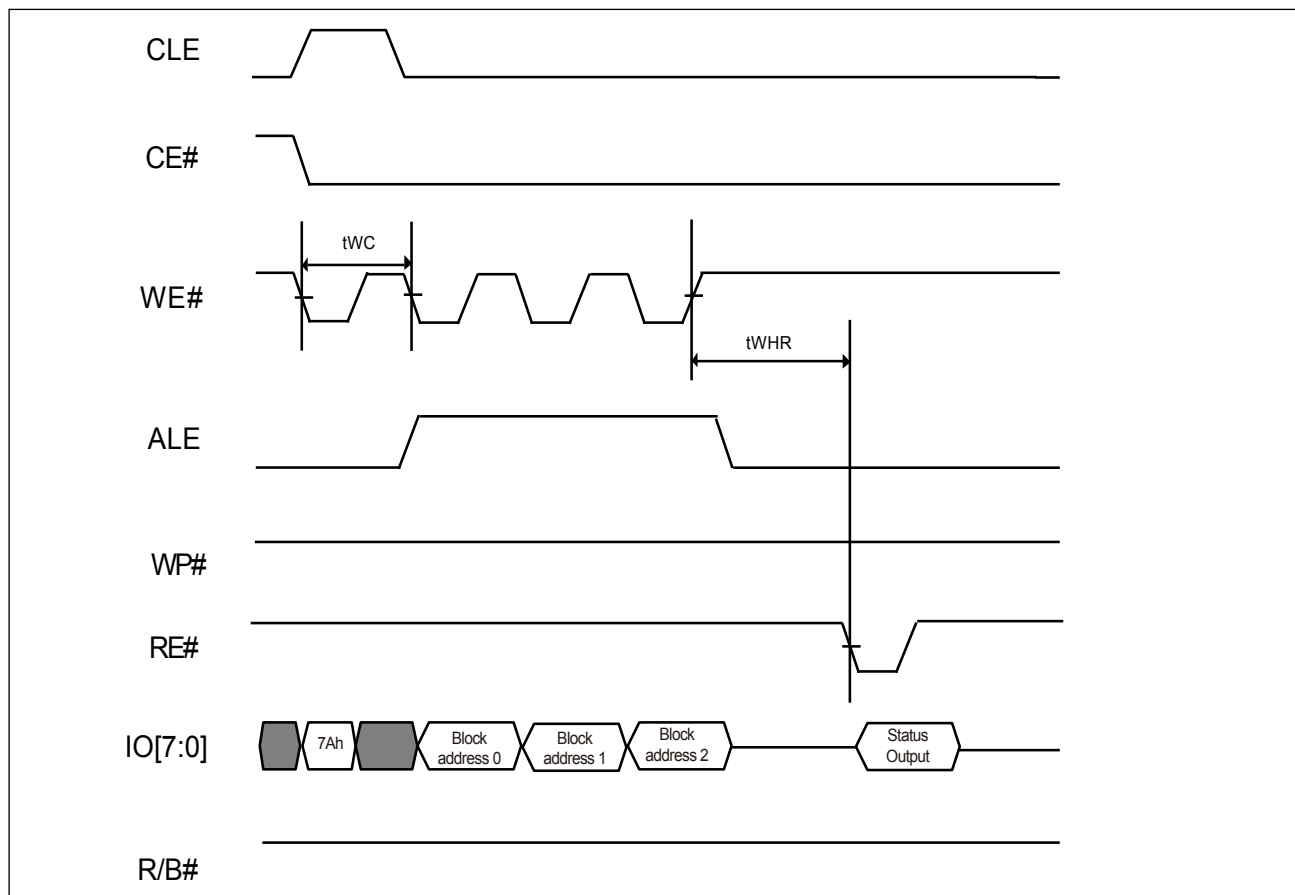 CLE
CE#
tWC
WE#
tWHR
ALE
WP#
RE#
IO[7:0]
7Ah
Block
address 0
Block
address 1
Block
address 2
Status
Output
R/B#